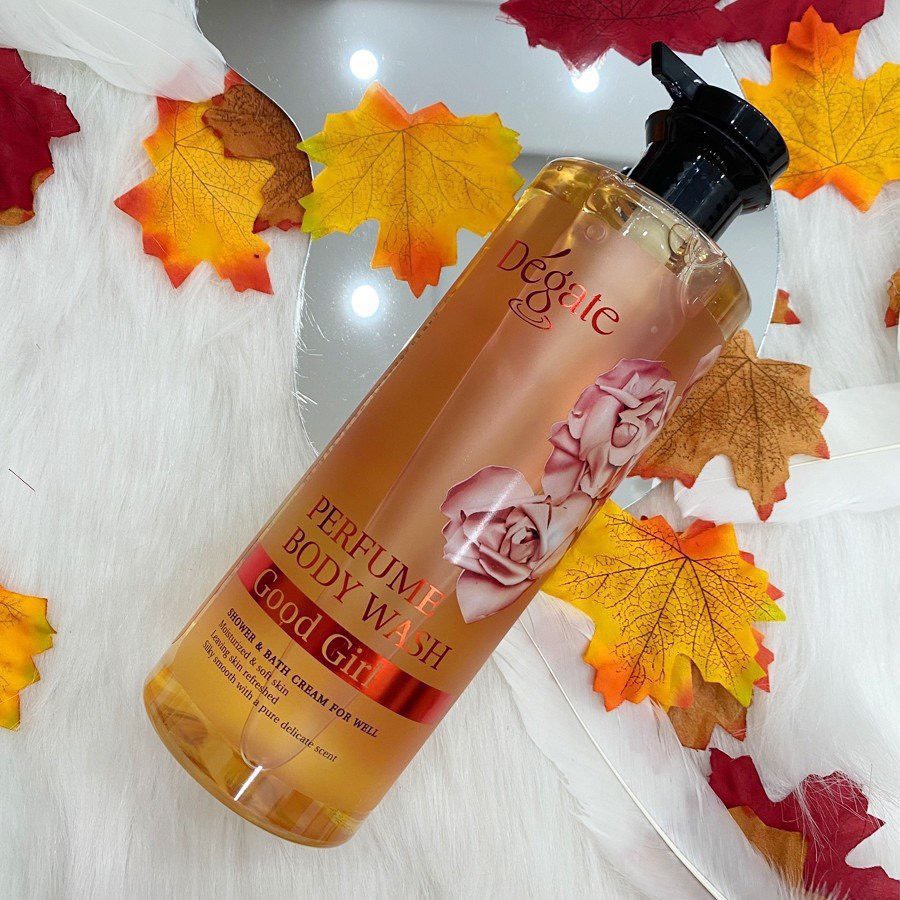 Dégate
PERFUME
BODY WASH
Good Girl
SHOWER & BATH CREAM FOR WELL
Moisturized & soft skin
Leaving skin refreshed
Silky smooth with a pure delicate scent